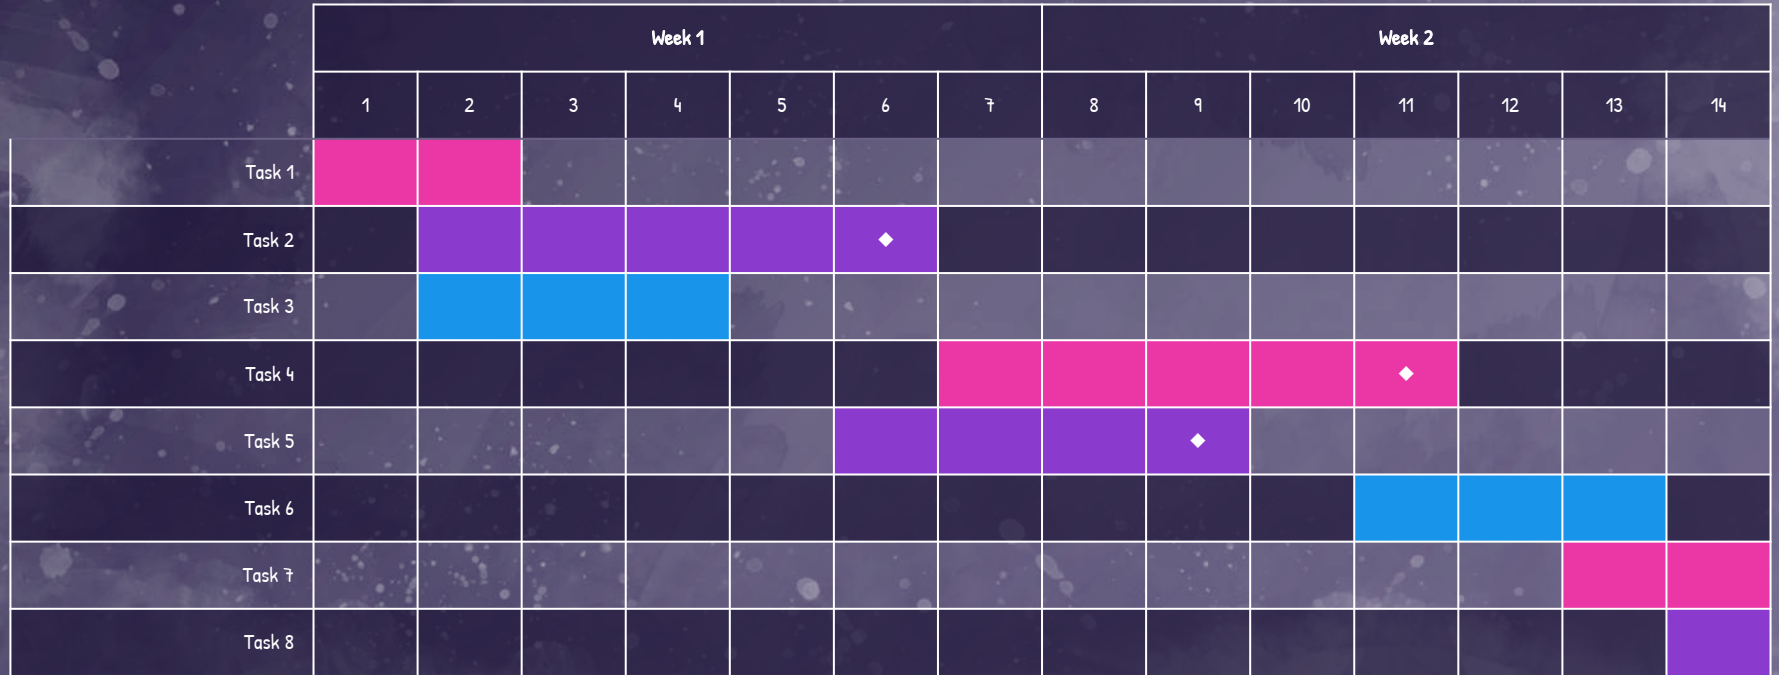 Week 1 Week 2
1 2 3 4 5 6 7 8 9 10 11 12 13 14
Task 1
Task 2
Task 3
Task 4
Task 5
Task 6
Task 7
Task 8